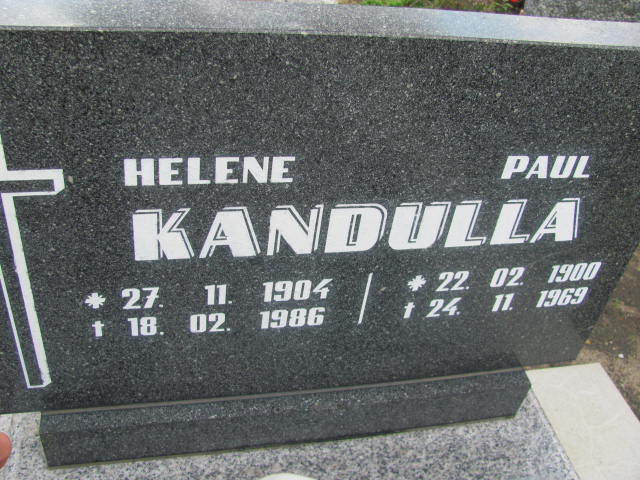 HELENE PAUL
KANDULLA
* 27. 11. 1904 / * 22. 02. 1900
† 18. 02. 1986 † 24. 11. 1969